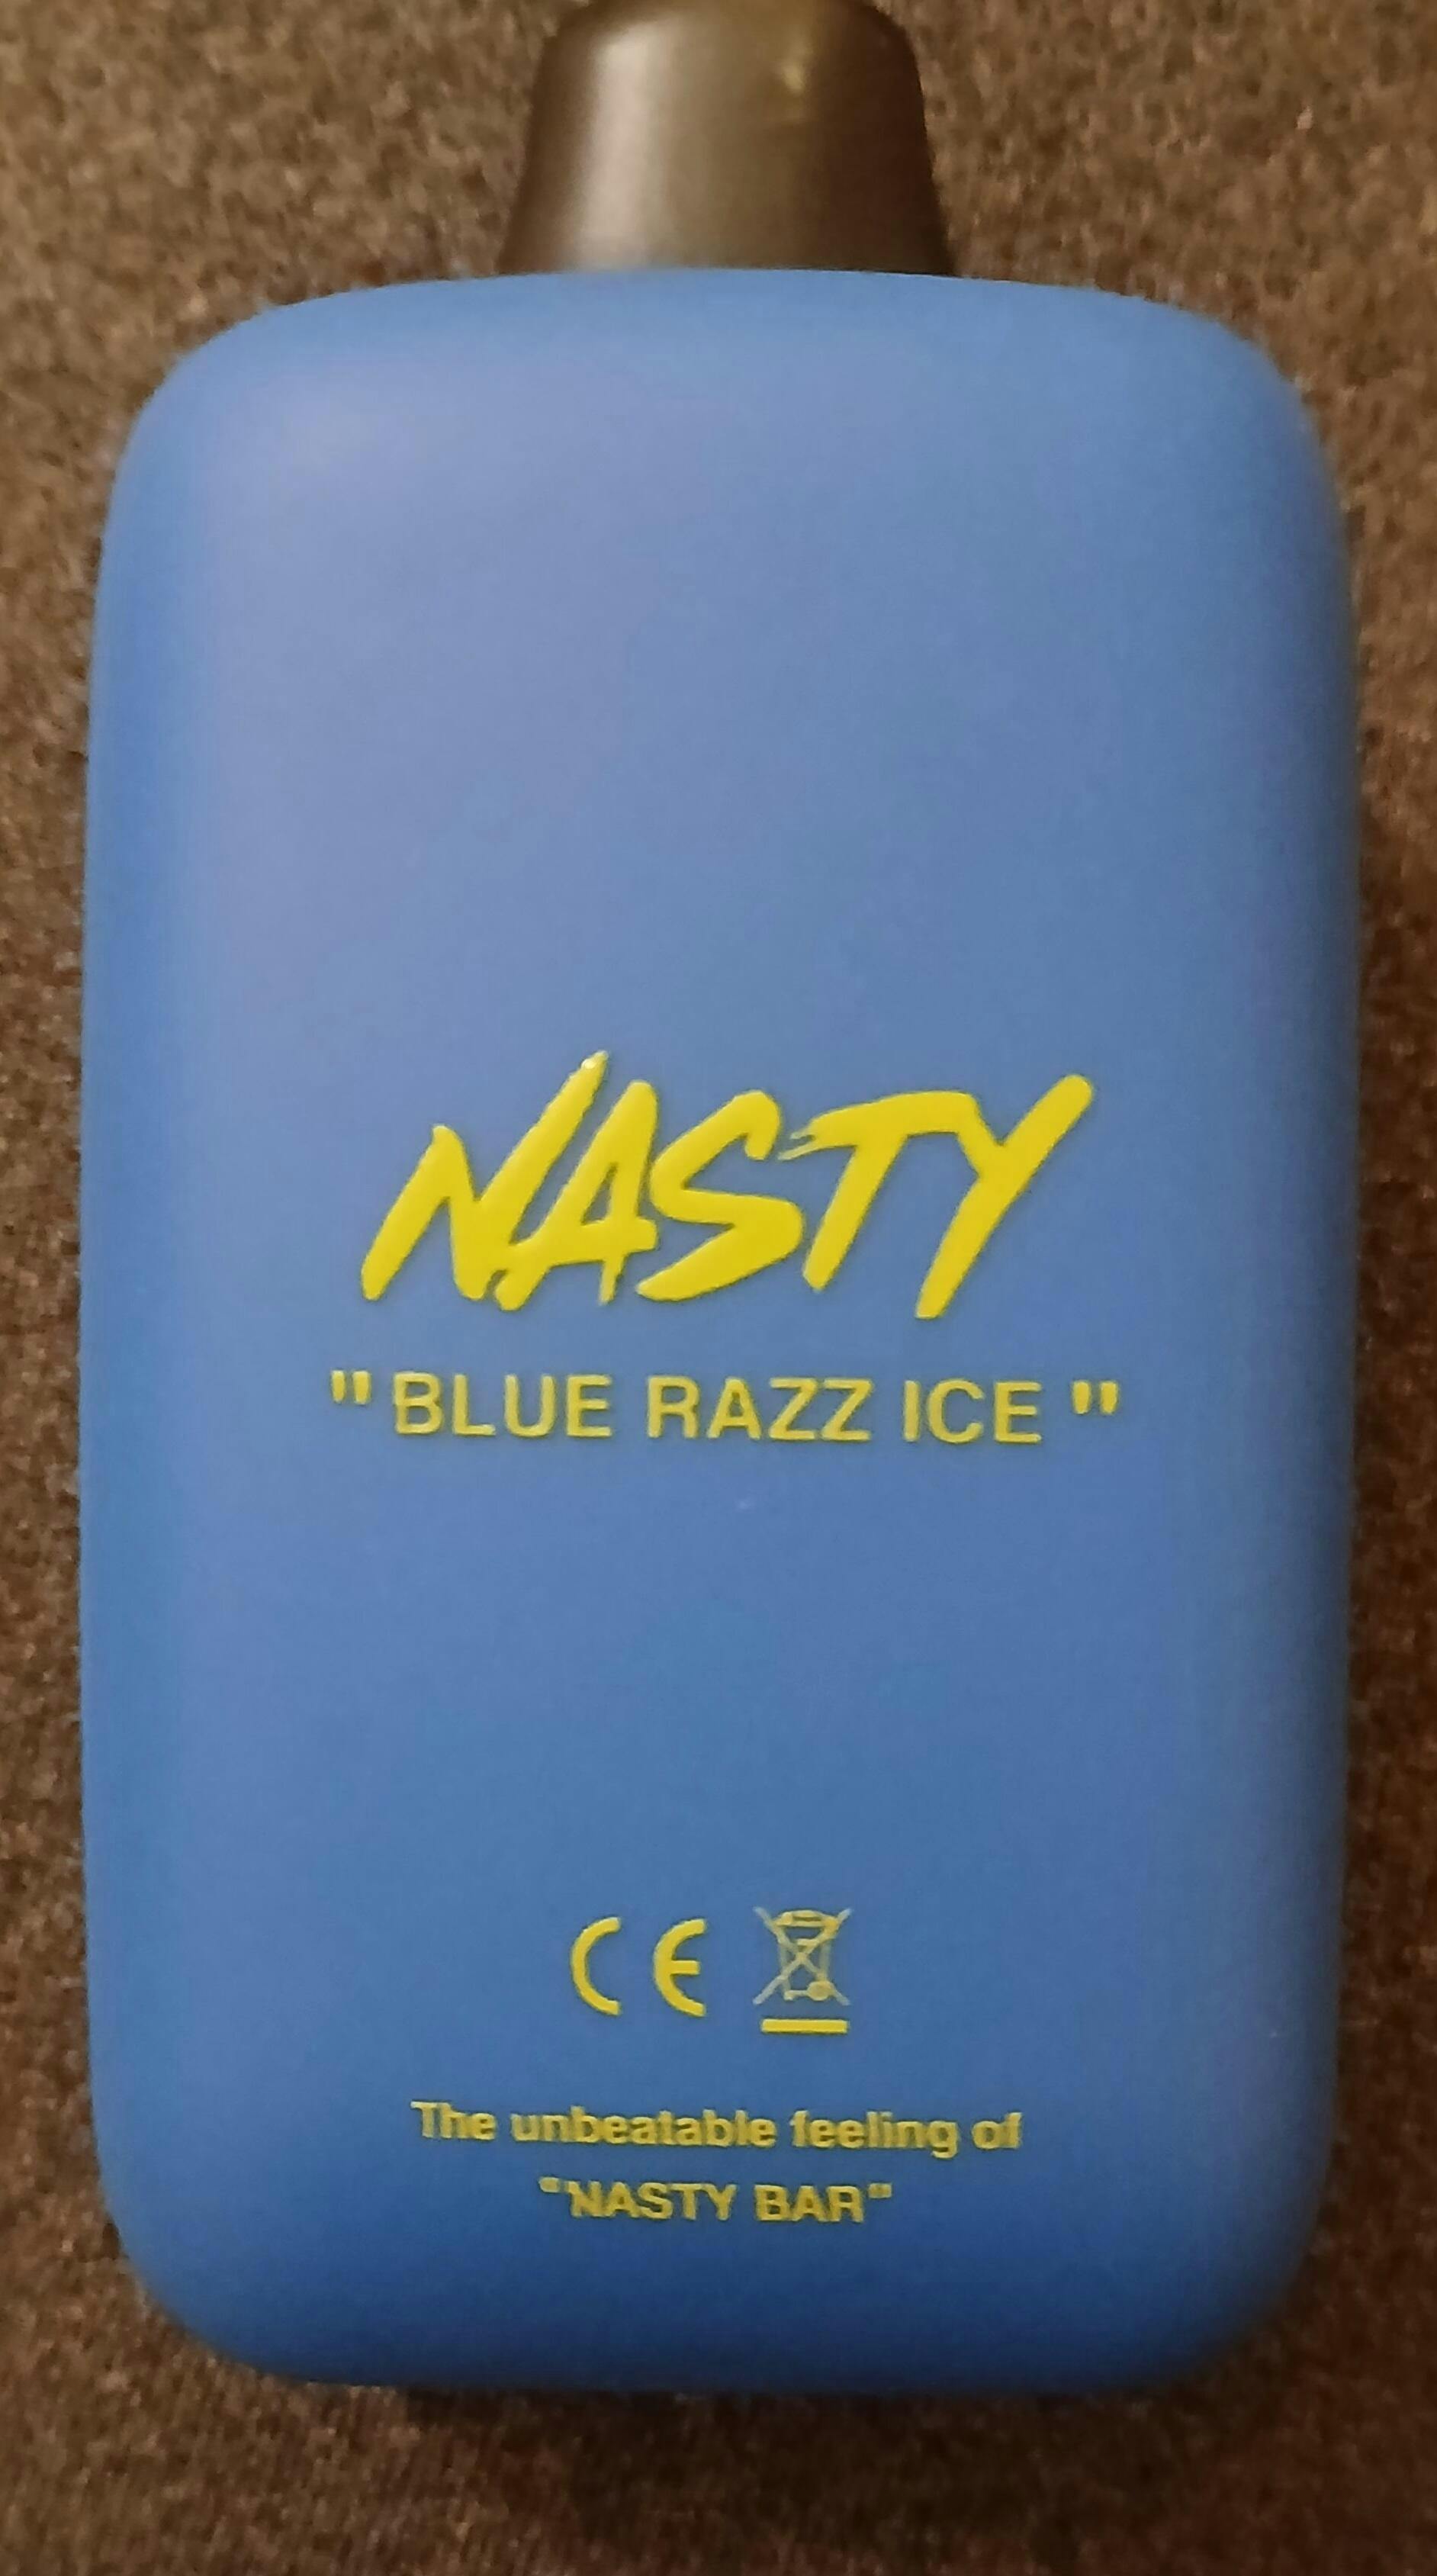 NASTY
"BLUE RAZZ ICE"
CE
The unbeatable feeling of
"NASTY BAR"